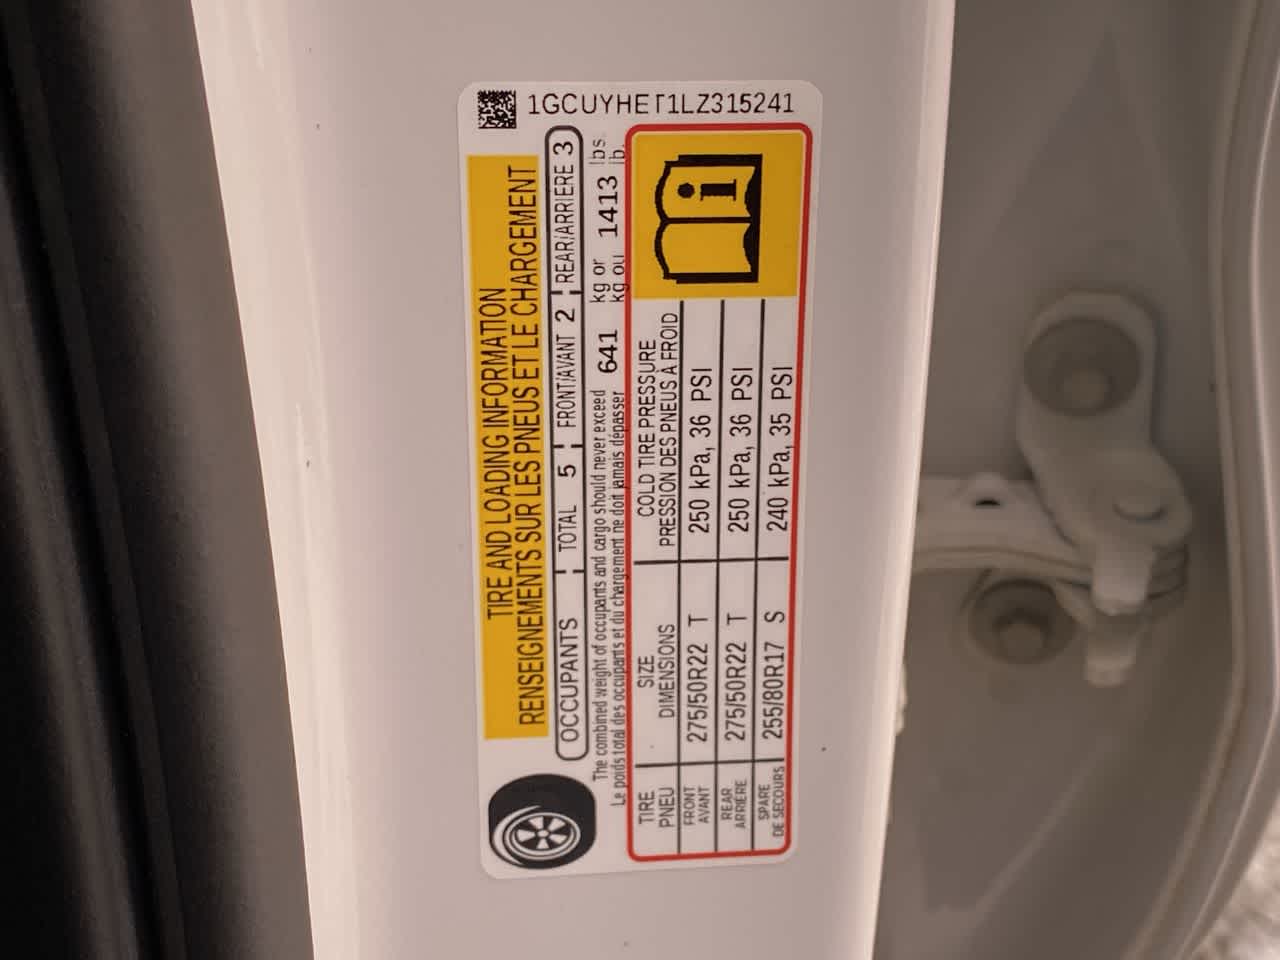 1GCUYHET1LZ315241
TIRE AND LOADING INFORMATION
RENSEIGNEMENTS SUR LES PNEUS ET LE CHARGEMENT
OCCUPANTS TOTAL 5 FRONT/AVANT 2 REAR/ARRIERE 3
The combined weight of occupants and cargo should never exceed 641 kg or 1413 lbs.
Le poids total des occupants et du chargement ne doit jamais dépasser kg ou lb.
TIRE SIZE COLD TIRE PRESSURE
PNEU DIMENSIONS PRESSION DES PNEUS À FROID
FRONT
AVANT 275/50R22 T 250 kPa, 36 PSI
REAR
ARRIÈRE 275/50R22 T 250 kPa, 36 PSI
SPARE
DE SECOURS 255/80R17 S 240 kPa, 35 PSI
i